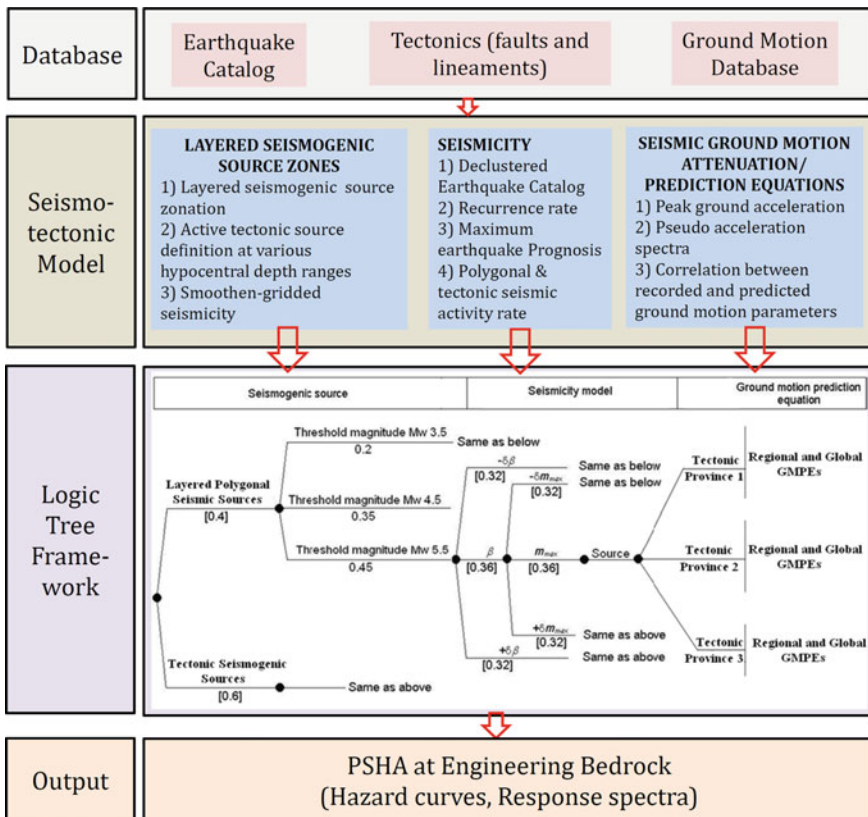 Database
Earthquake
Catalog
Tectonics (faults and
lineaments)
Ground Motion
Database
Seismo-
tectonic
Model
LAYERED SEISMOGENIC
SOURCE ZONES
1) Layered seismogenic source
zonation
2) Active tectonic source
definition at various
hypocentral depth ranges
3) Smoothen-gridded
seismicity
SEISMICITY
1) Declustered
Earthquake Catalog
2) Recurrence rate
3) Maximum
earthquake Prognosis
4) Polygonal &
tectonic seismic
activity rate
SEISMIC GROUND MOTION
ATTENUATION/
PREDICTION EQUATIONS
1) Peak ground acceleration
2) Pseudo acceleration
spectra
3) Correlation between
recorded and predicted
ground motion parameters
Logic
Tree
Frame-
work
Seismogenic source
Seismicity model
Ground motion prediction
equation
Layered Polygonal
Seismic Sources
[0.4]
Threshold magnitude Mw 3.5
0.2
Same as below
Threshold magnitude Mw 4.5
0.35
Threshold magnitude Mw 5.5
0.45
-δβ
[0.32]
Same as below
-δmmax
[0.32]
Same as below
β
[0.36]
mmax
[0.36]
Source
+δmmax
[0.32]
Same as above
+δβ
[0.32]
Same as above
Tectonic
Province 1
Regional and Global
GMPEs
Tectonic
Province 2
Regional and Global
GMPEs
Tectonic
Province 3
Regional and Global
GMPEs
Tectonic Seismogenic
Sources
[0.6]
Same as above
Output
PSHA at Engineering Bedrock
(Hazard curves, Response spectra)